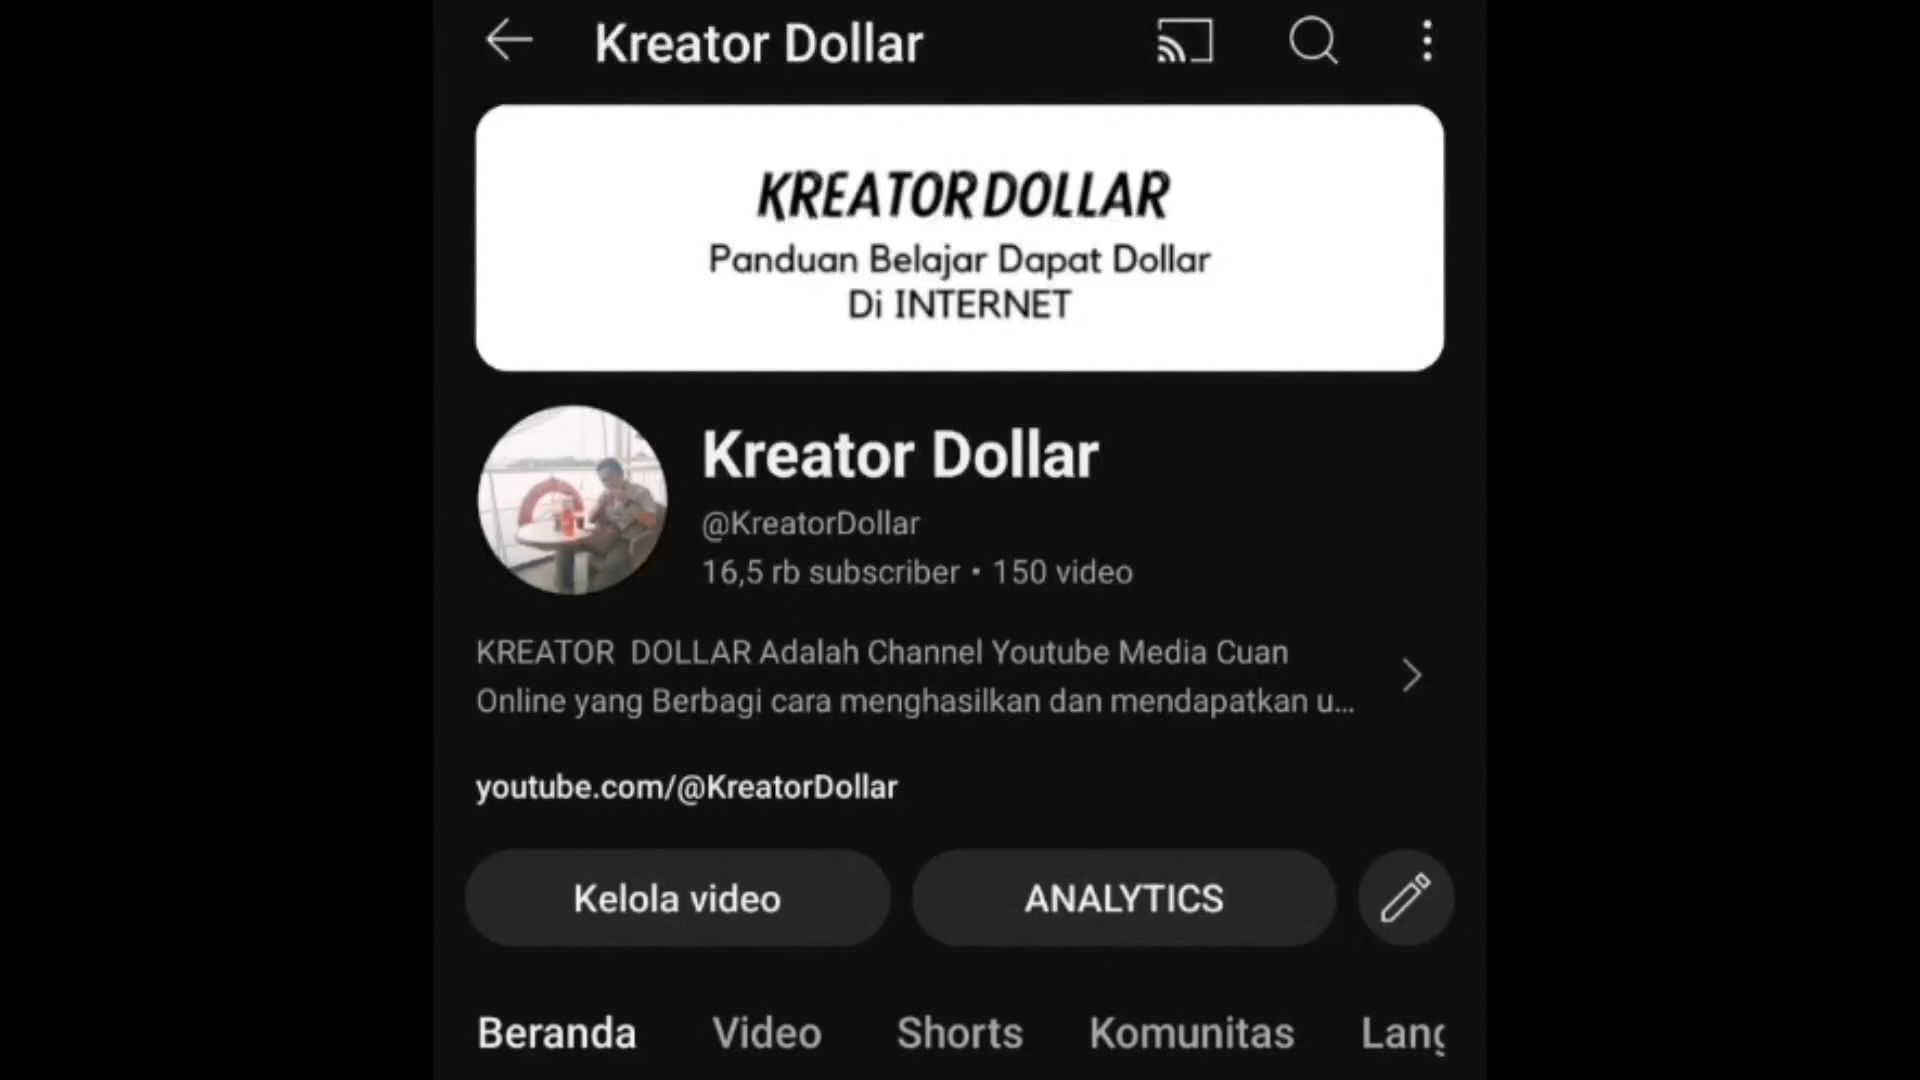 Kreator Dollar
KREATOR DOLLAR
Panduan Belajar Dapat Dollar
Di INTERNET
Kreator Dollar
@KreatorDollar
16,5 rb subscriber • 150 video
KREATOR DOLLAR Adalah Channel Youtube Media Cuan
Online yang Berbagi cara menghasilkan dan mendapatkan u...
youtube.com/@KreatorDollar
Kelola video ANALYTICS
Beranda Video Shorts Komunitas Lang